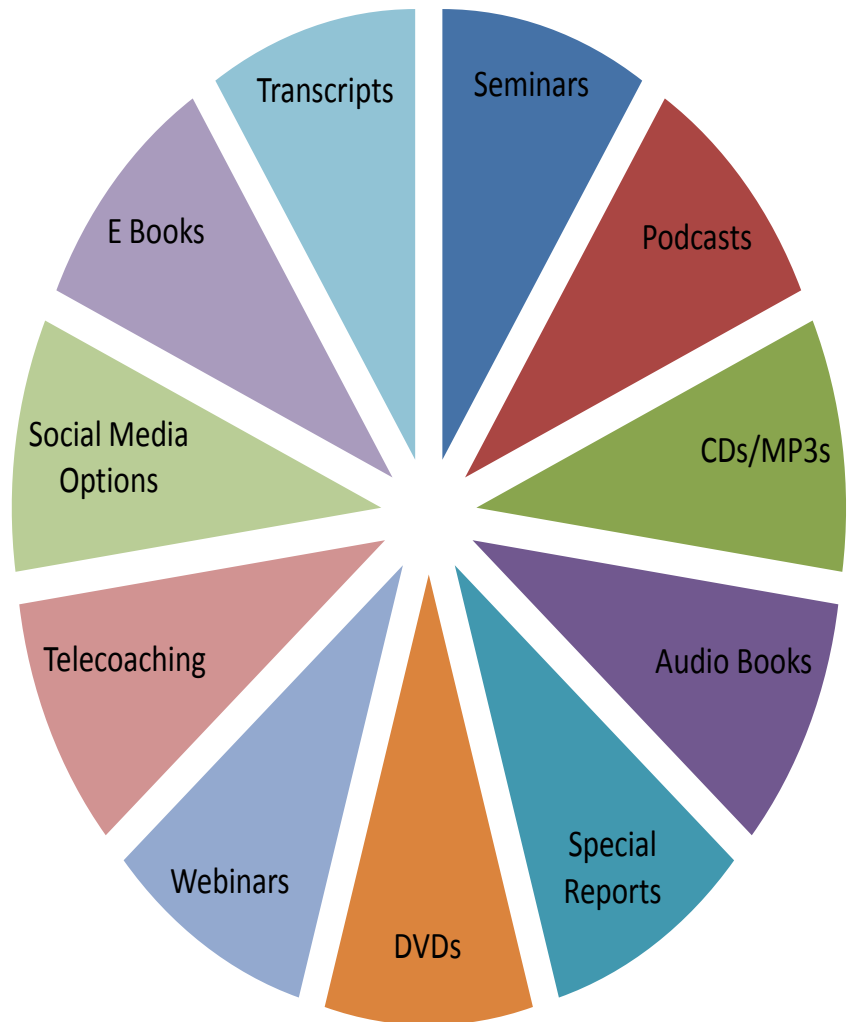 Transcripts
Seminars
E Books
Podcasts
Social Media
Options
CDs/MP3s
Telecoaching
Audio Books
Special
Reports
Webinars
DVDs